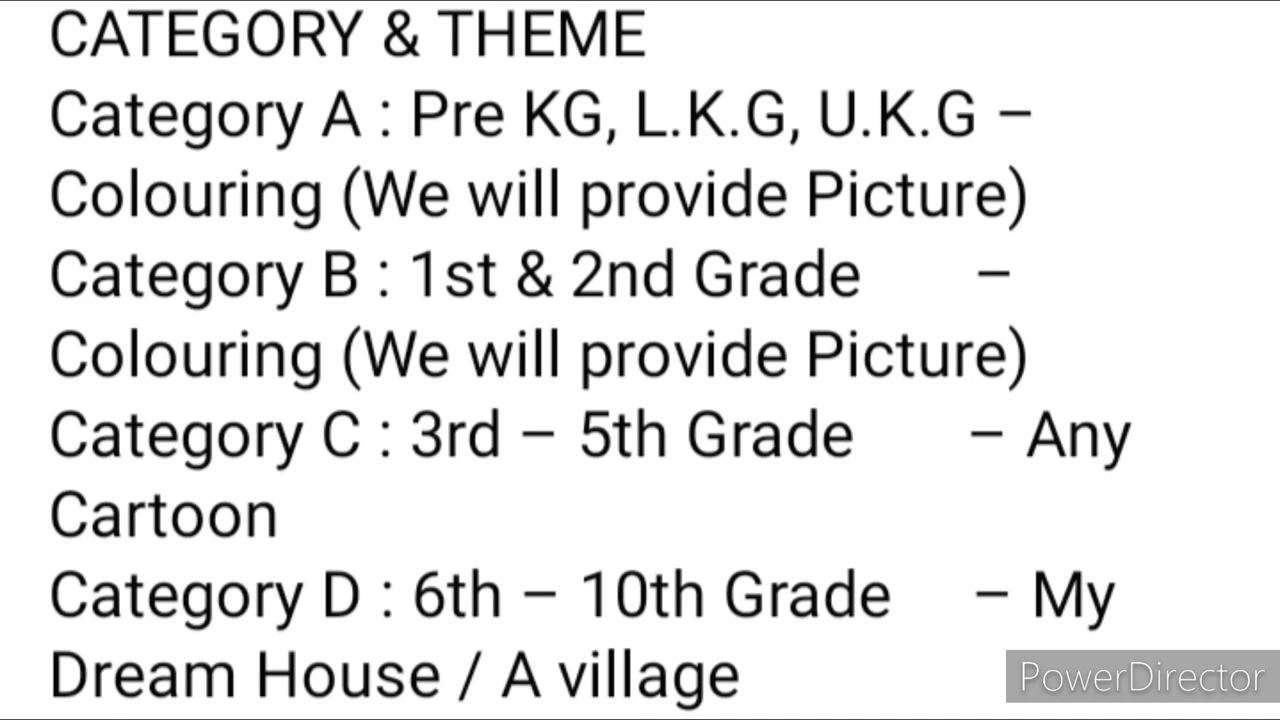 CATEGORY & THEME
Category A : Pre KG, L.K.G, U.K.G –
Colouring (We will provide Picture)
Category B : 1st & 2nd Grade –
Colouring (We will provide Picture)
Category C : 3rd – 5th Grade – Any
Cartoon
Category D : 6th – 10th Grade – My
Dream House / A village
PowerDirector